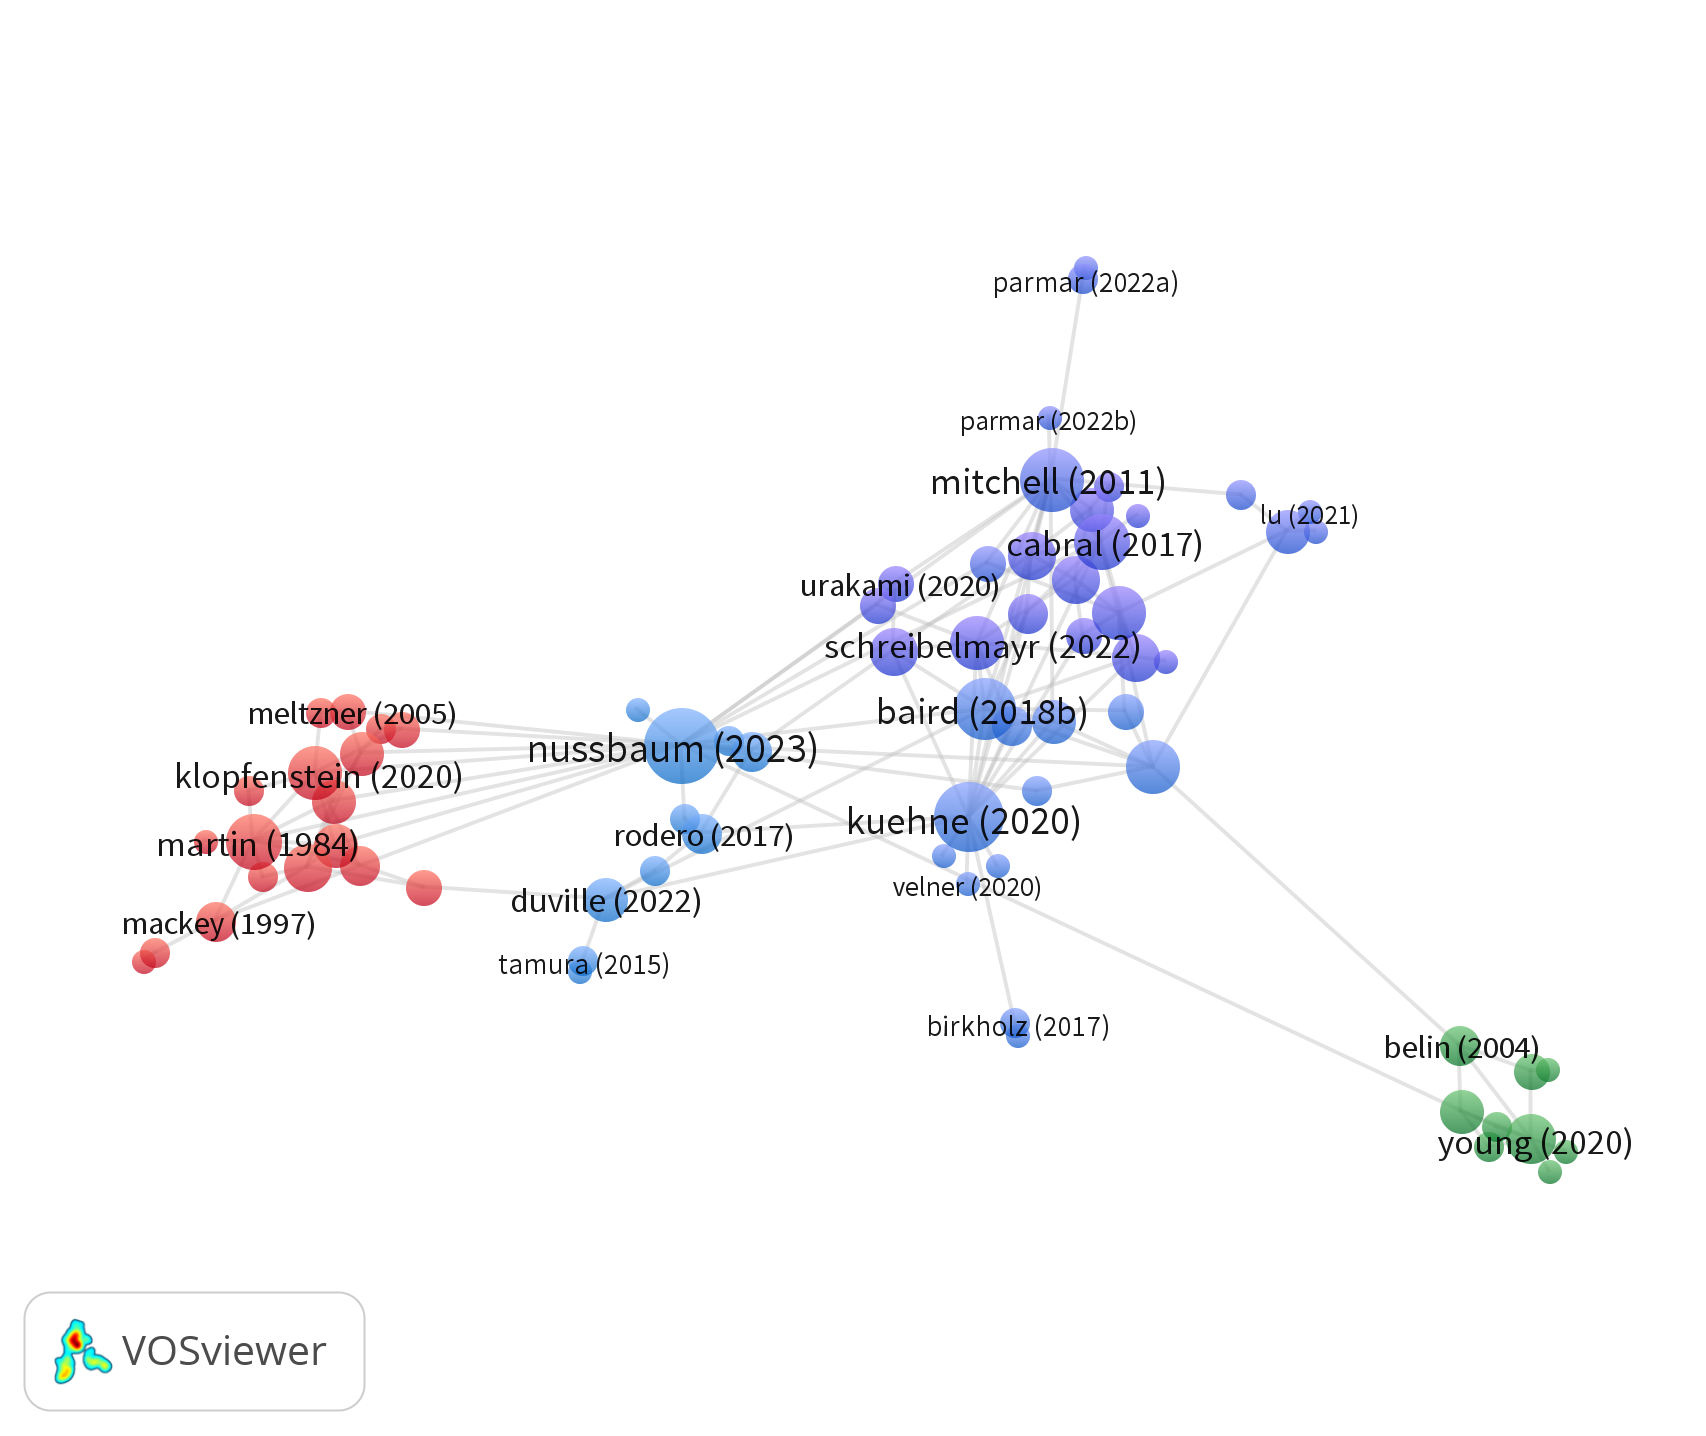 parmar (2022a)
parmar (2022b)
mitchell (2011)
lu (2021)
cabral (2017)
urakami (2020)
schreibelmayr (2022)
baird (2018b)
meltzner (2005)
nussbaum (2023)
klopfenstein (2020)
kuehne (2020)
rodero (2017)
martin (1984)
velner (2020)
duville (2022)
mackey (1997)
tamura (2015)
birkholz (2017)
belin (2004)
young (2020)
VOSviewer